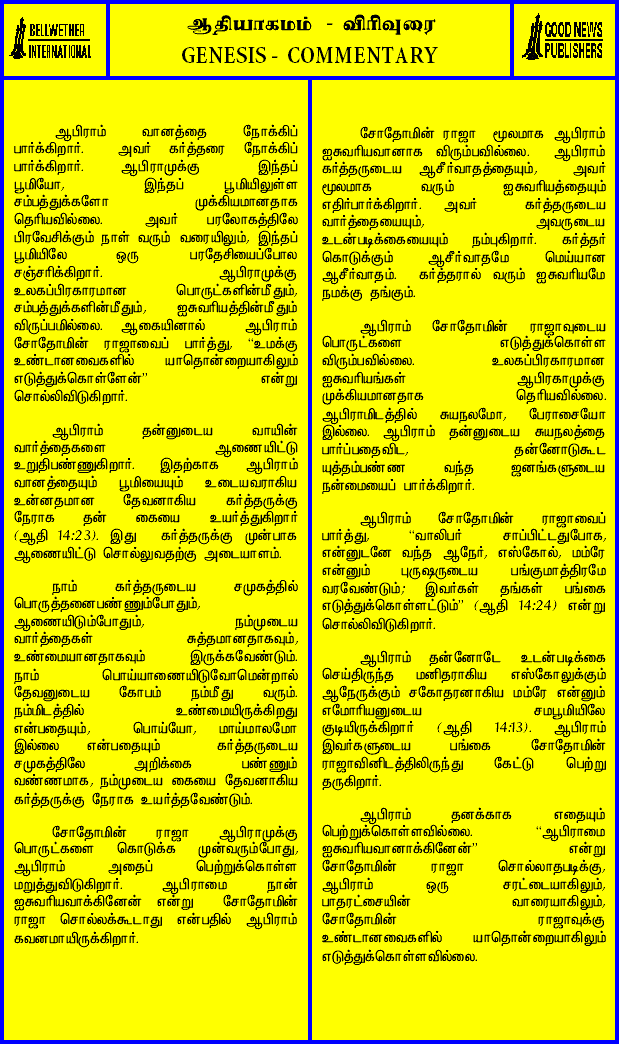 BELLWETHER
INTERNATIONAL
ஆதியாகமம் - விரிவுரை
GENESIS - COMMENTARY
GOOD NEWS
PUBLISHERS
ஆபிராம் வானத்தை நோக்கிப்
பார்க்கிறார். அவர் கர்த்தரை நோக்கிப்
பார்க்கிறார். ஆபிராமுக்கு இந்தப்
பூமியோ, இந்தப் பூமியிலுள்ள
சம்பத்துக்களோ முக்கியமானதாக
தெரியவில்லை. அவர் பரலோகத்திலே
பிரவேசிக்கும் நாள் வரும் வரையிலும், இந்தப்
பூமியிலே ஒரு பரதேசியைப்போல
சஞ்சரிக்கிறார். ஆபிராமுக்கு
உலகப்பிரகாரமான பொருட்களின்மீதும்,
சம்பத்துக்களின்மீதும், ஐசுவரியத்தின்மீதும்
விருப்பமில்லை. ஆகையினால் ஆபிராம்
சோதோமின் ராஜாவைப் பார்த்து, "உமக்கு
உண்டானவைகளில் யாதொன்றையாகிலும்
எடுத்துக்கொள்ளேன்" என்று
சொல்லிவிடுகிறார்.
ஆபிராம் தன்னுடைய வாயின்
வார்த்தைகளை ஆணையிட்டு
உறுதிபண்ணுகிறார். இதற்காக ஆபிராம்
வானத்தையும் பூமியையும் உடையவராகிய
உன்னதமான தேவனாகிய கர்த்தருக்கு
நேராக தன் கையை உயர்த்துகிறார்
(ஆதி 14:23). இது கர்த்தருக்கு முன்பாக
ஆணையிட்டு சொல்லுவதற்கு அடையாளம்.
நாம் கர்த்தருடைய சமுகத்தில்
பொருத்தனைபண்ணும்போதும்,
ஆணையிடும்போதும், நம்முடைய
வார்த்தைகள் சுத்தமானதாகவும்,
உண்மையானதாகவும் இருக்கவேண்டும்.
நாம் பொய்யாணையிடுவோமென்றால்
தேவனுடைய கோபம் நம்மீது வரும்.
நம்மிடத்தில் உண்மையிருக்கிறது
என்பதையும், பொய்யோ, மாய்மாலமோ
இல்லை என்பதையும் கர்த்தருடைய
சமுகத்திலே அறிக்கை பண்ணும்
வண்ணமாக, நம்முடைய கையை தேவனாகிய
கர்த்தருக்கு நேராக உயர்த்தவேண்டும்.
சோதோமின் ராஜா ஆபிராமுக்கு
பொருட்களை கொடுக்க முன்வரும்போது,
ஆபிராம் அதைப் பெற்றுக்கொள்ள
மறுத்துவிடுகிறார். ஆபிராமை நான்
ஐசுவரியவாக்கினேன் என்று சோதோமின்
ராஜா சொல்லக்கூடாது என்பதில் ஆபிராம்
கவனமாயிருக்கிறார்.
சோதோமின் ராஜா மூலமாக ஆபிராம்
ஐசுவரியவானாக விரும்பவில்லை. ஆபிராம்
கர்த்தருடைய ஆசீர்வாதத்தையும், அவர்
மூலமாக வரும் ஐசுவரியத்தையும்
எதிர்பார்க்கிறார். அவர் கர்த்தருடைய
வார்த்தையையும், அவருடைய
உடன்படிக்கையையும் நம்புகிறார். கர்த்தர்
கொடுக்கும் ஆசீர்வாதமே மெய்யான
ஆசீர்வாதம். கர்த்தரால் வரும் ஐசுவரியமே
நமக்கு தங்கும்.
ஆபிராம் சோதோமின் ராஜாவுடைய
பொருட்களை எடுத்துக்கொள்ள
விரும்பவில்லை. உலகப்பிரகாரமான
ஐசுவரியங்கள் ஆபிரகாமுக்கு
முக்கியமானதாக தெரியவில்லை.
ஆபிராமிடத்தில் சுயநலமோ, பேராசையோ
இல்லை. ஆபிராம் தன்னுடைய சுயநலத்தை
பார்ப்பதைவிட, தன்னோடுகூட
யுத்தம்பண்ண வந்த ஜனங்களுடைய
நன்மையைப் பார்க்கிறார்.
ஆபிராம் சோதோமின் ராஜாவைப்
பார்த்து, "வாலிபர் சாப்பிட்டதுபோக,
என்னுடனே வந்த ஆநேர், எஸ்கோல், மம்ரே
என்னும் புருஷருடைய பங்குமாத்திரமே
வரவேண்டும்; இவர்கள் தங்கள் பங்கை
எடுத்துக்கொள்ளட்டும்" (ஆதி 14:24) என்று
சொல்லிவிடுகிறார்.
ஆபிராம் தன்னோடே உடன்படிக்கை
செய்திருந்த மனிதராகிய எஸ்கோலுக்கும்
ஆநேருக்கும் சகோதரனாகிய மம்ரே என்னும்
எமோரியனுடைய சமபூமியிலே
குடியிருக்கிறார் (ஆதி 14:13). ஆபிராம்
இவர்களுடைய பங்கை சோதோமின்
ராஜாவினிடத்திலிருந்து கேட்டு பெற்று
தருகிறார்.
ஆபிராம் தனக்காக எதையும்
பெற்றுக்கொள்ளவில்லை. "ஆபிராமை
ஐசுவரியவானாக்கினேன்" என்று
சோதோமின் ராஜா சொல்லாதபடிக்கு,
ஆபிராம் ஒரு சரட்டையாகிலும்,
பாதரட்சையின் வாரையாகிலும்,
சோதோமின் ராஜாவுக்கு
உண்டானவைகளில் யாதொன்றையாகிலும்
எடுத்துக்கொள்ளவில்லை.